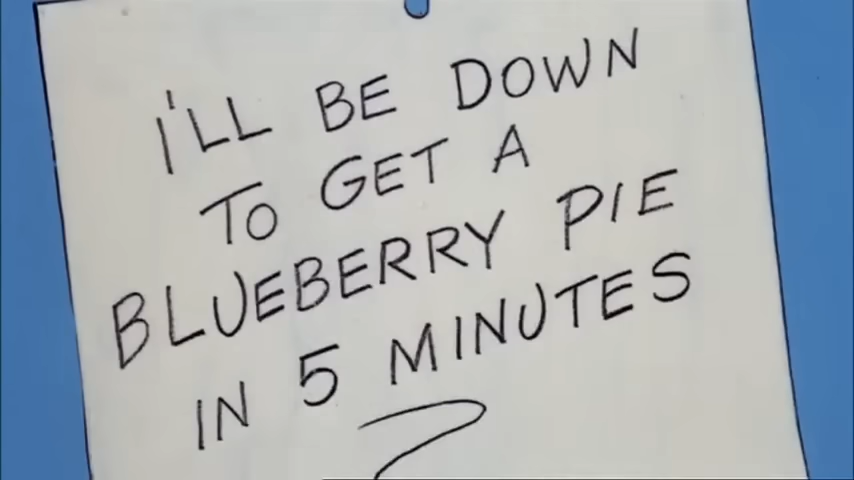 I'LL BE DOWN
TO GET A
BLUEBERRY PIE
IN 5 MINUTES